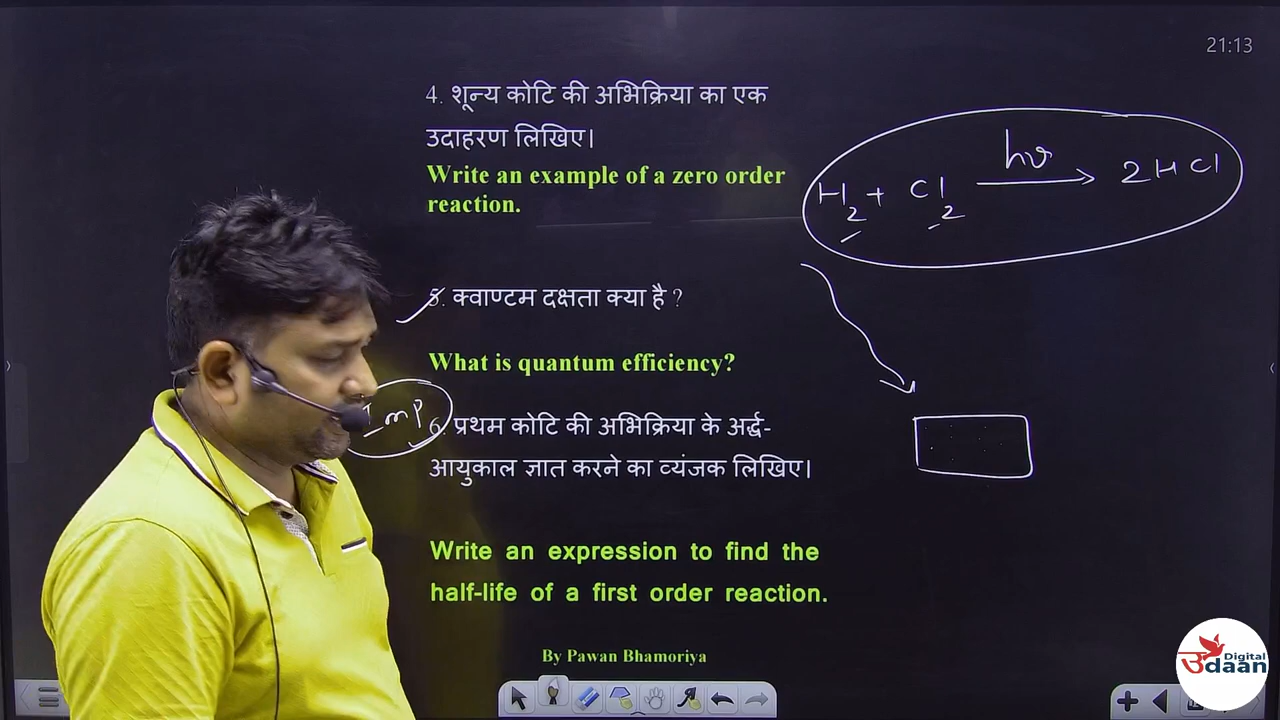 21:13
4. शून्य कोटि की अभिक्रिया का एक
उदाहरण लिखिए।
Write an example of a zero order
reaction.
H₂ + Cl₂ hν → 2HCl
5. क्वाण्टम दक्षता क्या है ?
What is quantum efficiency?
Imp
6. प्रथम कोटि की अभिक्रिया के अर्द्ध-
आयुकाल ज्ञात करने का व्यंजक लिखिए।
Write an expression to find the
half-life of a first order reaction.
By Pawan Bhamoriya
Digital
उdaan